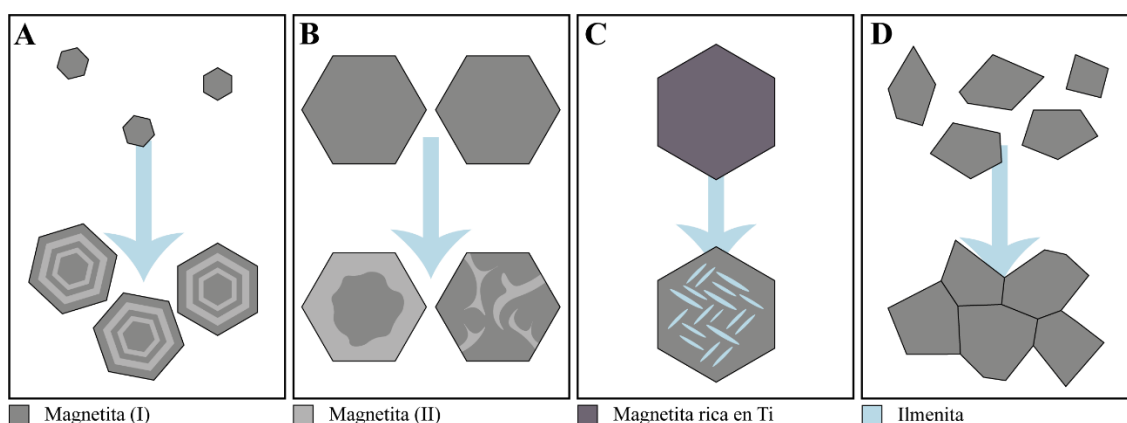 A
B
C
D
Magnetita (I)
Magnetita (II)
Magnetita rica en Ti
Ilmenita